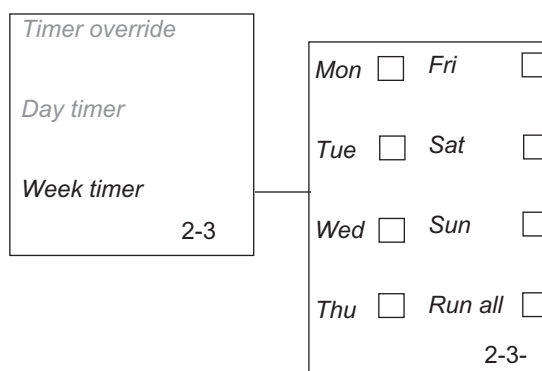 Timer override
Day timer
Week timer
2-3
Mon Fri
Tue Sat
Wed Sun
Thu Run all
2-3-